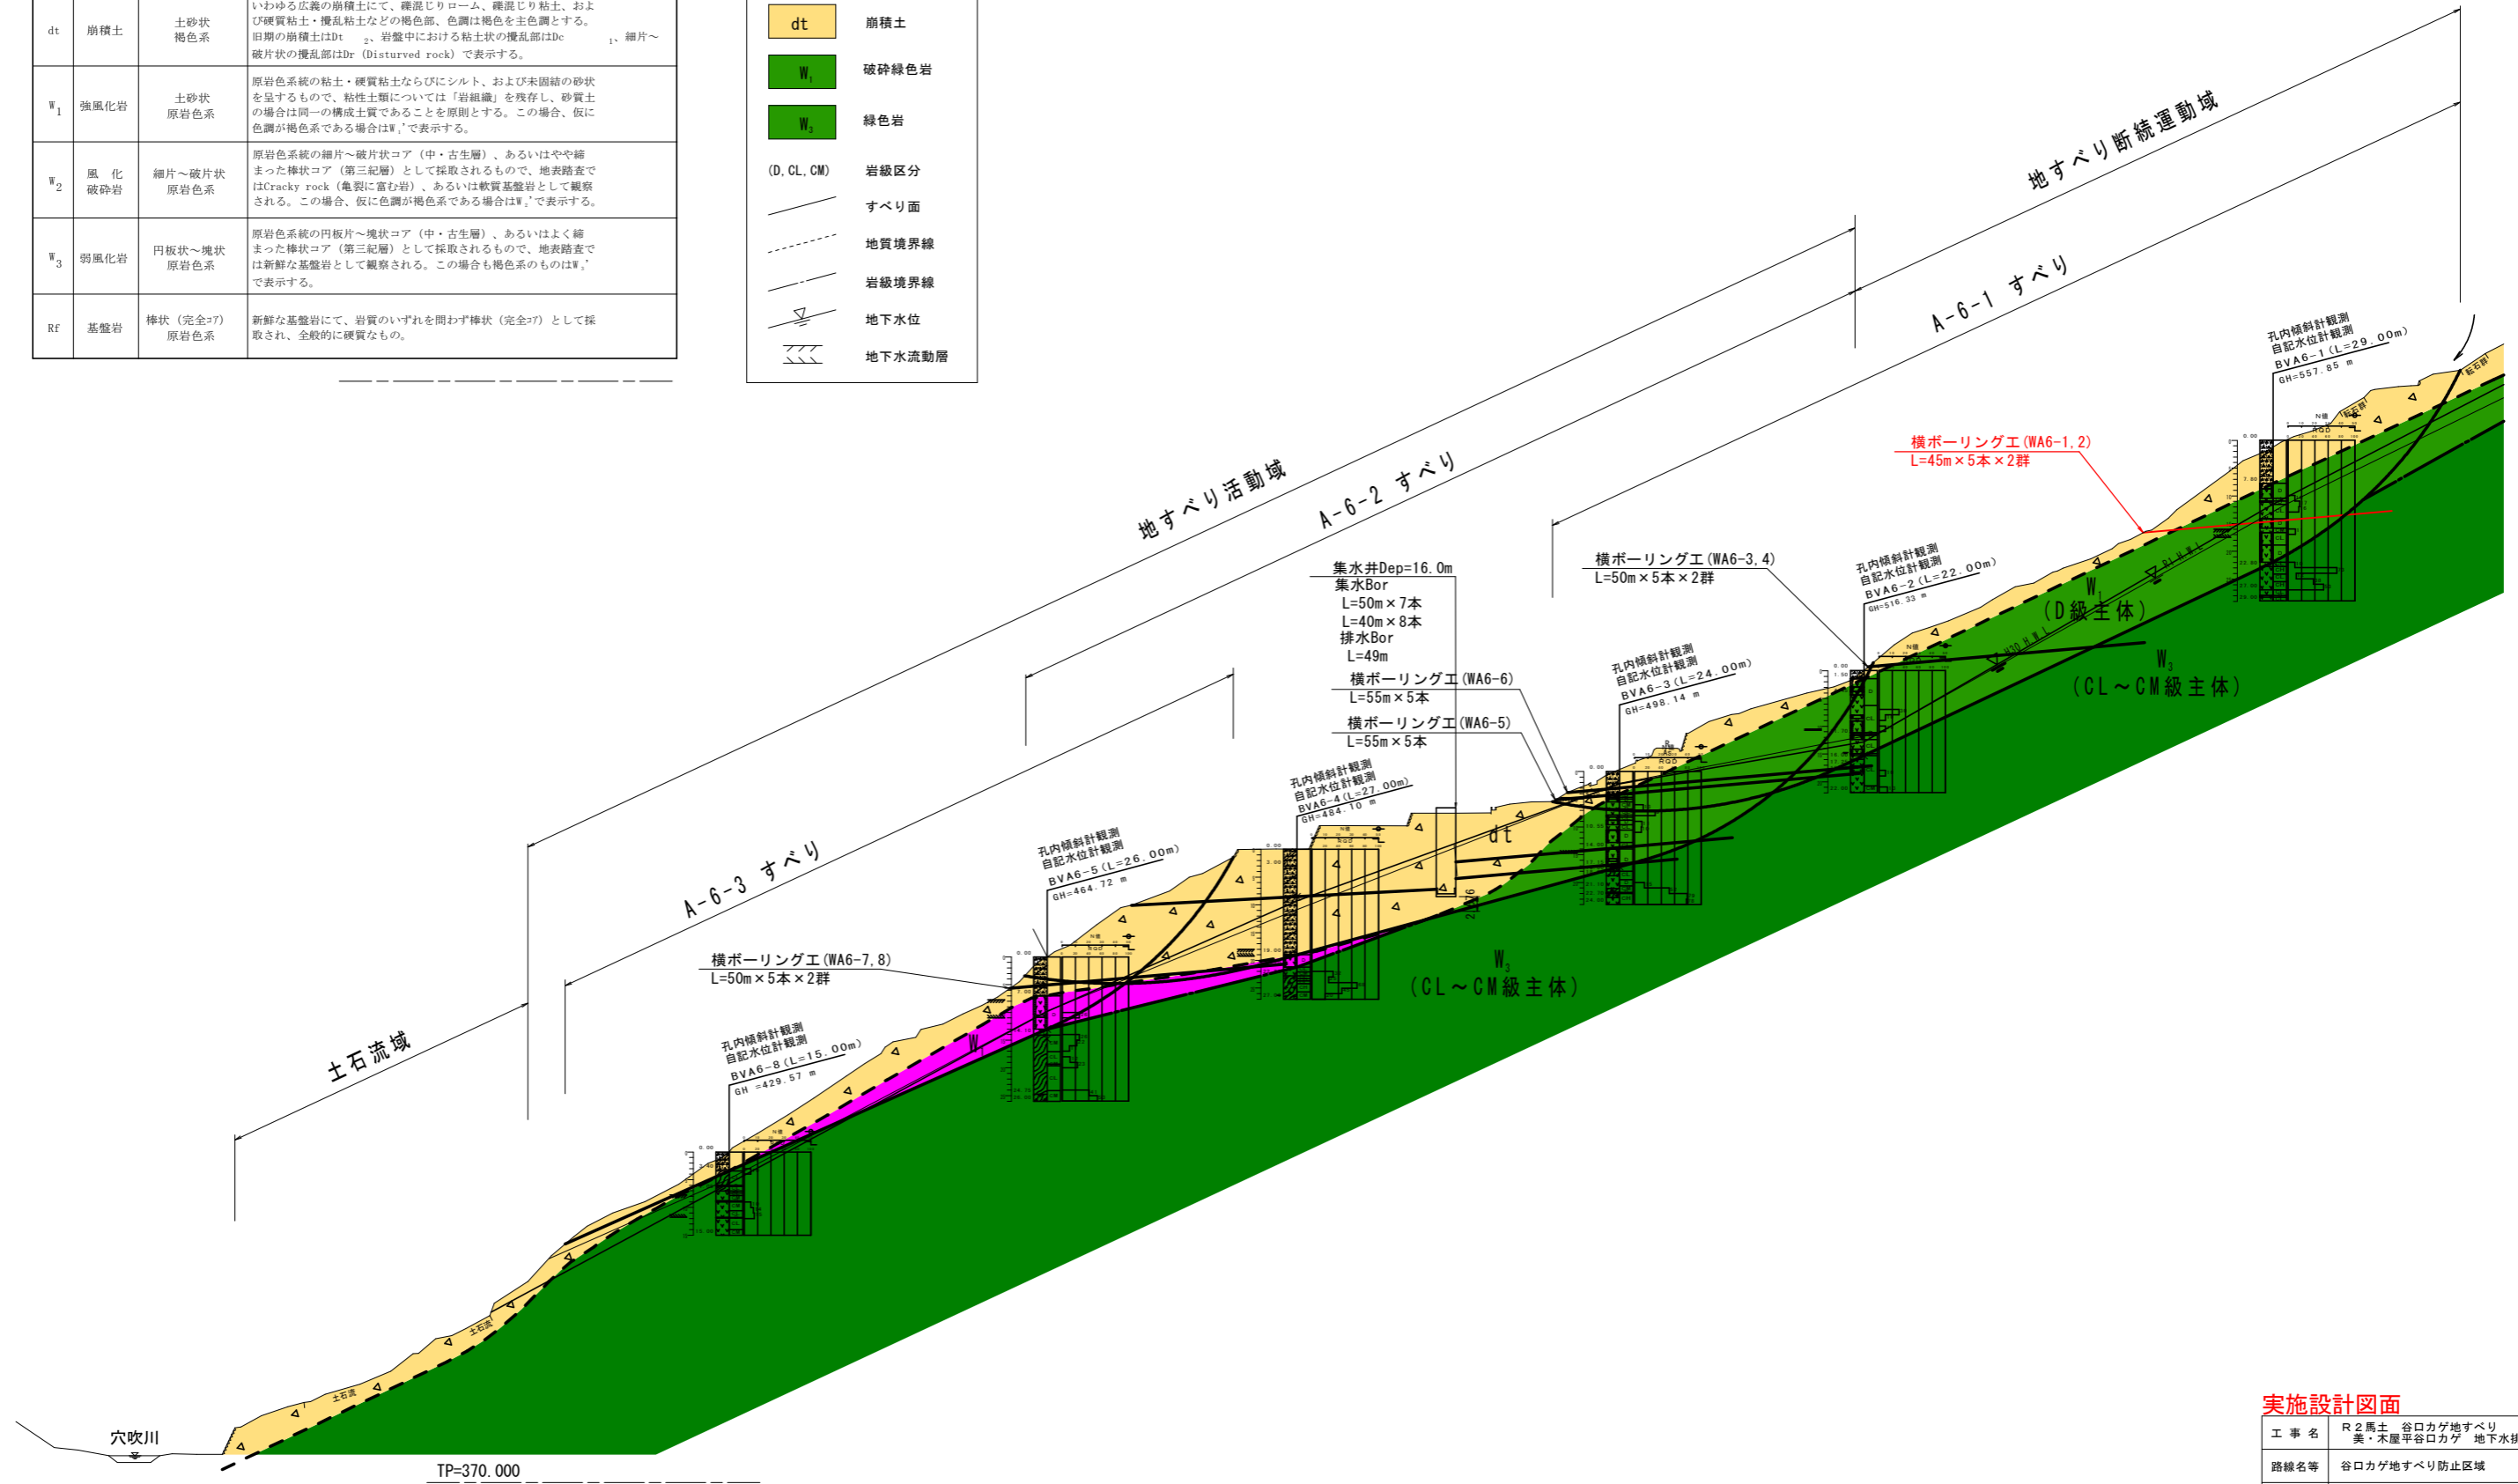 いわゆる広義の崩積土にて、礫混じりローム、礫混じり粘土、およ
び硬質粘土・攪乱粘土などの褐色部、色調は褐色を主色調とする。
旧期の崩積土はDt 2、岩盤中における粘土状の攪乱部はDc 1、細片～
破片状の攪乱部はDr (Disturved rock) で表示する。
dt
崩積土
土砂状
褐色系
原岩色系統の粘土・硬質粘土ならびにシルト、および未固結の砂状
を呈するもので、粘性土類については「岩組織」を残存し、砂質土
の場合は同一の構成土質であることを原則とする。この場合、仮に
色調が褐色系である場合はW1'で表示する。
W1
強風化岩
土砂状
原岩色系
原岩色系統の細片～破片状コア（中・古生層）、あるいはやや締
まった棒状コア（第三紀層）として採取されるもので、地表踏査で
はCracky rock（亀裂に富む岩）、あるいは軟質基盤岩として観察
される。この場合、仮に色調が褐色系である場合はW2'で表示する。
W2
風 化
破砕岩
細片～破片状
原岩色系
原岩色系統の円板片～塊状コア（中・古生層）、あるいはよく締
まった棒状コア（第三紀層）として採取されるもので、地表踏査で
は新鮮な基盤岩として観察される。この場合も褐色系のものはW3'
で表示する。
W3
弱風化岩
円板状～塊状
原岩色系
Rf
基盤岩
棒状（完全ｺｱ）
原岩色系
新鮮な基盤岩にて、岩質のいずれを問わず棒状（完全ｺｱ）として採
取され、全般的に硬質なもの。
dt 崩積土
W1 破砕緑色岩
W3 緑色岩
(D,CL,CM) 岩級区分
すべり面
地質境界線
岩級境界線
地下水位
地下水流動層
地すべり断続運動域
A-6-1 すべり
地すべり活動域
A-6-2 すべり
A-6-3 すべり
土石流域
孔内傾斜計観測
自記水位計観測
BVA6-1(L=29.00m)
GH=557.85 m
横ボーリング工(WA6-1,2)
L=45m×5本×2群
孔内傾斜計観測
自記水位計観測
BVA6-2(L=22.00m)
GH=516.33 m
横ボーリング工(WA6-3,4)
L=50m×5本×2群
集水井Dep=16.0m
集水Bor
L=50m×7本
L=40m×8本
排水Bor
L=49m
横ボーリング工(WA6-6)
L=55m×5本
横ボーリング工(WA6-5)
L=55m×5本
孔内傾斜計観測
自記水位計観測
BVA6-3(L=24.00m)
GH=498.14 m
孔内傾斜計観測
自記水位計観測
BVA6-4(L=27.00m)
GH=484.10 m
孔内傾斜計観測
自記水位計観測
BVA6-5(L=26.00m)
GH=464.72 m
横ボーリング工(WA6-7,8)
L=50m×5本×2群
孔内傾斜計観測
自記水位計観測
BVA6-8(L=15.00m)
GH =429.57 m
転石群
転石群
R1 H.W.L
H30 H.W.L
W1
(D級主体)
W3
(CL～CM級主体)
dt
W3
(CL～CM級主体)
W
土石流
土石流
穴吹川
TP=370.000
実施設計図面
工 事 名
Ｒ２馬土 谷口カゲ地すべり
美・木屋平谷口カゲ 地下水排
路線名等
谷口カゲ地すべり防止区域